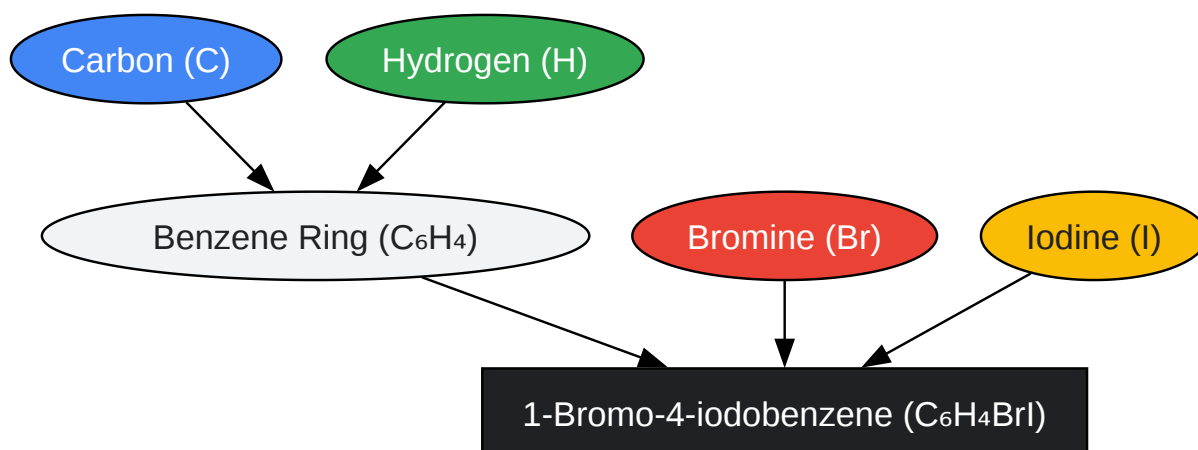 Carbon (C)
Hydrogen (H)
Benzene Ring (C₆H₄)
Bromine (Br)
Iodine (I)
1-Bromo-4-iodobenzene (C₆H₄BrI)